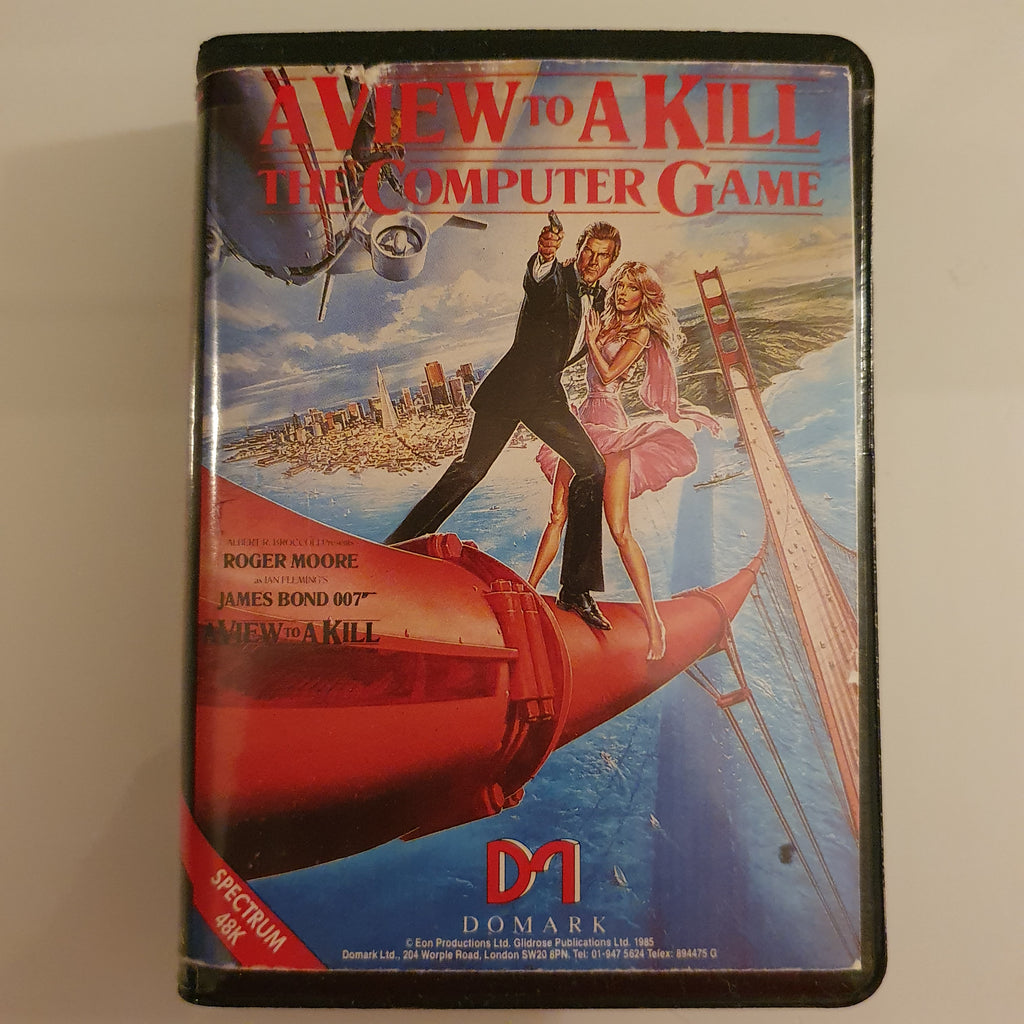 A VIEW TO A KILL
THE COMPUTER GAME
ALBERT R. BROCCOLI Presents
ROGER MOORE
as IAN FLEMING'S
JAMES BOND 007
A VIEW TO A KILL
SPECTRUM
48K
DOMARK
© Eon Productions Ltd. Glidrose Publications Ltd. 1985
Domark Ltd., 204 Worple Road, London SW20 8PN. Tel: 01-947 5624 Telex: 894475 G